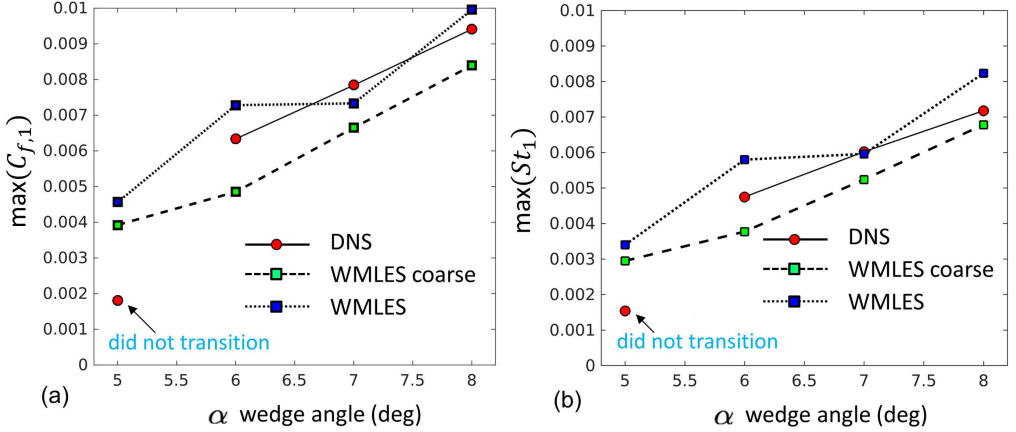 0.01
0.009
0.008
0.007
0.006
0.005
0.004
0.003
0.002
0.001
0
max(C_{f,1})
DNS
WMLES coarse
WMLES
did not transition
5 5.5 6 6.5 7 7.5 8
(a) α wedge angle (deg)
0.01
0.009
0.008
0.007
0.006
0.005
0.004
0.003
0.002
0.001
0
max(St_1)
DNS
WMLES coarse
WMLES
did not transition
5 5.5 6 6.5 7 7.5 8
(b) α wedge angle (deg)